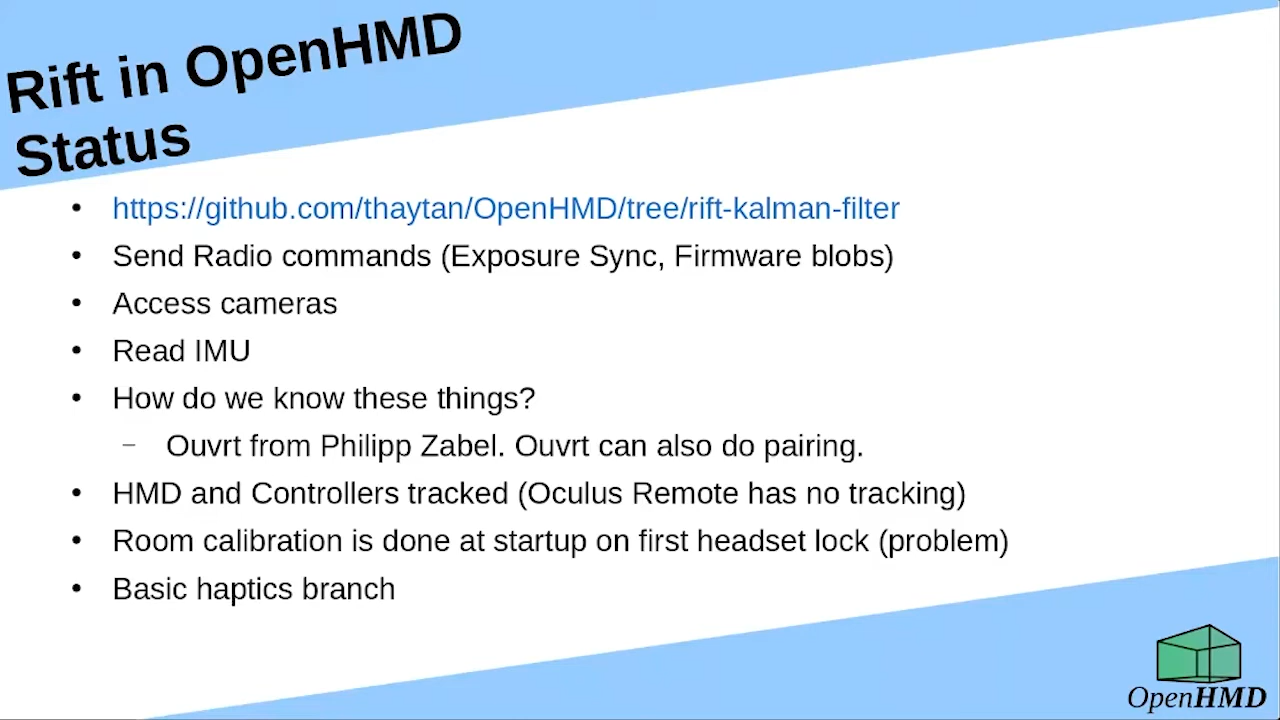 Rift in OpenHMD
Status
• https://github.com/thaytan/OpenHMD/tree/rift-kalman-filter
• Send Radio commands (Exposure Sync, Firmware blobs)
• Access cameras
• Read IMU
• How do we know these things?
– Ouvrt from Philipp Zabel. Ouvrt can also do pairing.
• HMD and Controllers tracked (Oculus Remote has no tracking)
• Room calibration is done at startup on first headset lock (problem)
• Basic haptics branch
OpenHMD